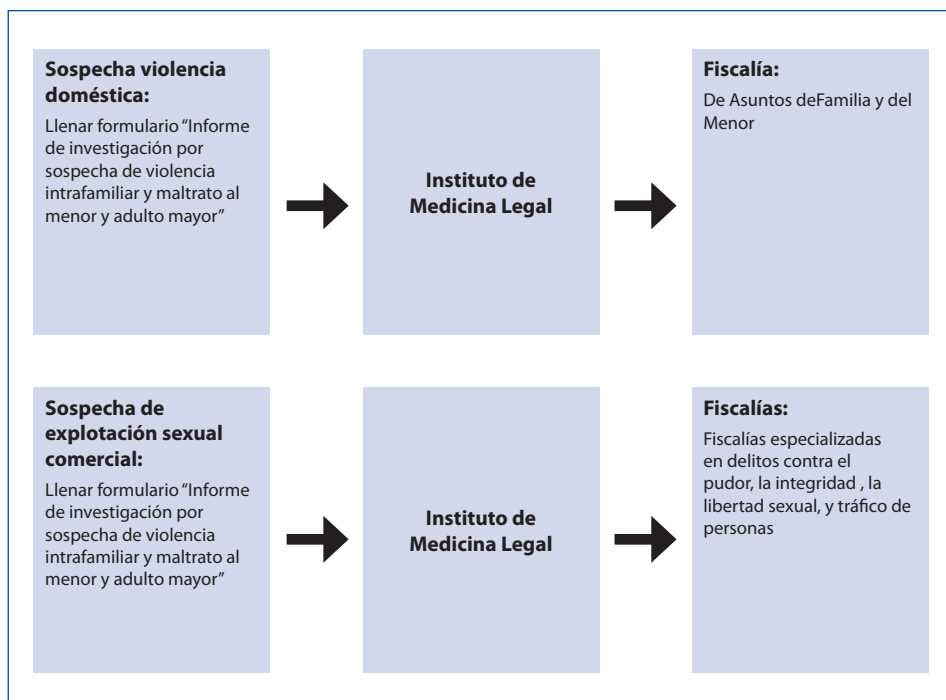 Sospecha violencia
doméstica:
Llenar formulario “Informe
de investigación por
sospecha de violencia
intrafamiliar y maltrato al
menor y adulto mayor”
Instituto de
Medicina Legal
Fiscalía:
De Asuntos deFamilia y del
Menor
Sospecha de
explotación sexual
comercial:
Llenar formulario “Informe
de investigación por
sospecha de violencia
intrafamiliar y maltrato al
menor y adulto mayor”
Instituto de
Medicina Legal
Fiscalías:
Fiscalías especializadas
en delitos contra el
pudor, la integridad , la
libertad sexual, y tráfico de
personas